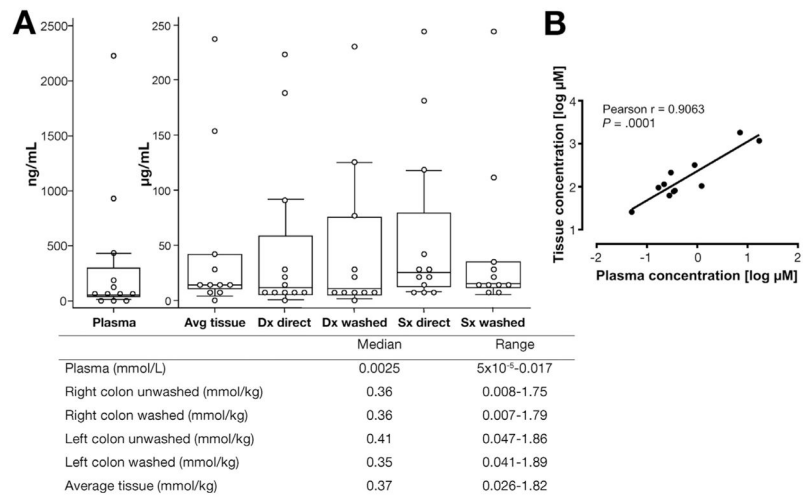 A
ng/mL
2500
2000
1500
1000
500
0
Plasma
µg/mL
250
200
150
100
50
0
Avg tissue
Dx direct
Dx washed
Sx direct
Sx washed
B
Tissue concentration [log µM]
4
3
2
1
Pearson r = 0.9063
P = .0001
-2 -1 0 1 2
Plasma concentration [log µM]
Median Range
Plasma (mmol/L) 0.0025 5x10⁻⁵-0.017
Right colon unwashed (mmol/kg) 0.36 0.008-1.75
Right colon washed (mmol/kg) 0.36 0.007-1.79
Left colon unwashed (mmol/kg) 0.41 0.047-1.86
Left colon washed (mmol/kg) 0.35 0.041-1.89
Average tissue (mmol/kg) 0.37 0.026-1.82